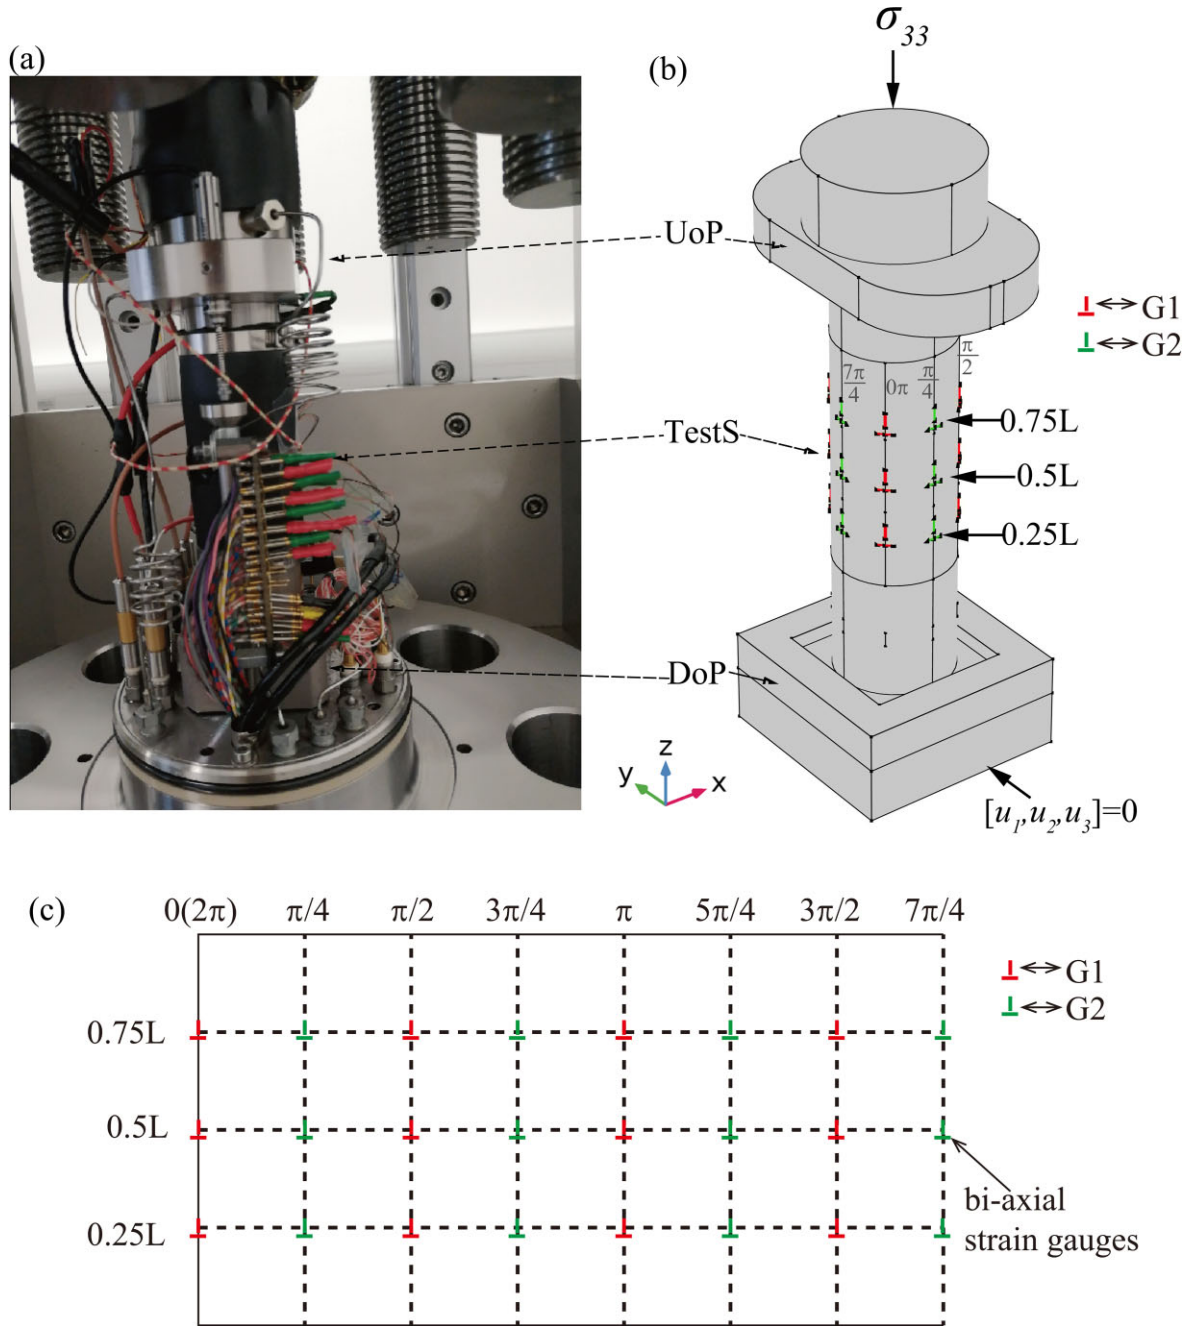 (a)
(b)
σ₃₃
UoP
TestS
DoP
G1
G2
7π/4
0π
π/4
π/2
0.75L
0.5L
0.25L
z
y
x
[u₁,u₂,u₃]=0
(c)
0(2π) π/4 π/2 3π/4 π 5π/4 3π/2 7π/4
G1
G2
0.75L
0.5L
0.25L
bi-axial
strain gauges